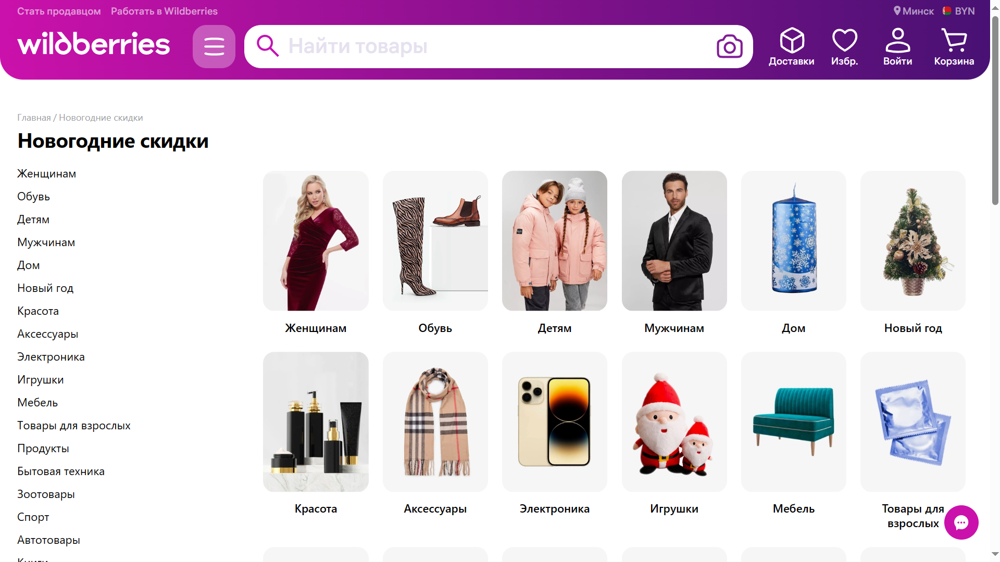 Стать продавцом Работать в Wildberries Минск BYN
wildberries
Найти товары
Доставки Избр. Войти Корзина
Главная / Новогодние скидки
Новогодние скидки
Женщинам
Обувь
Детям
Мужчинам
Дом
Новый год
Красота
Аксессуары
Электроника
Игрушки
Мебель
Товары для взрослых
Продукты
Бытовая техника
Зоотовары
Спорт
Автотовары
Книги
Женщинам Обувь Детям Мужчинам Дом Новый год
Красота Аксессуары Электроника Игрушки Мебель Товары для
взрослых